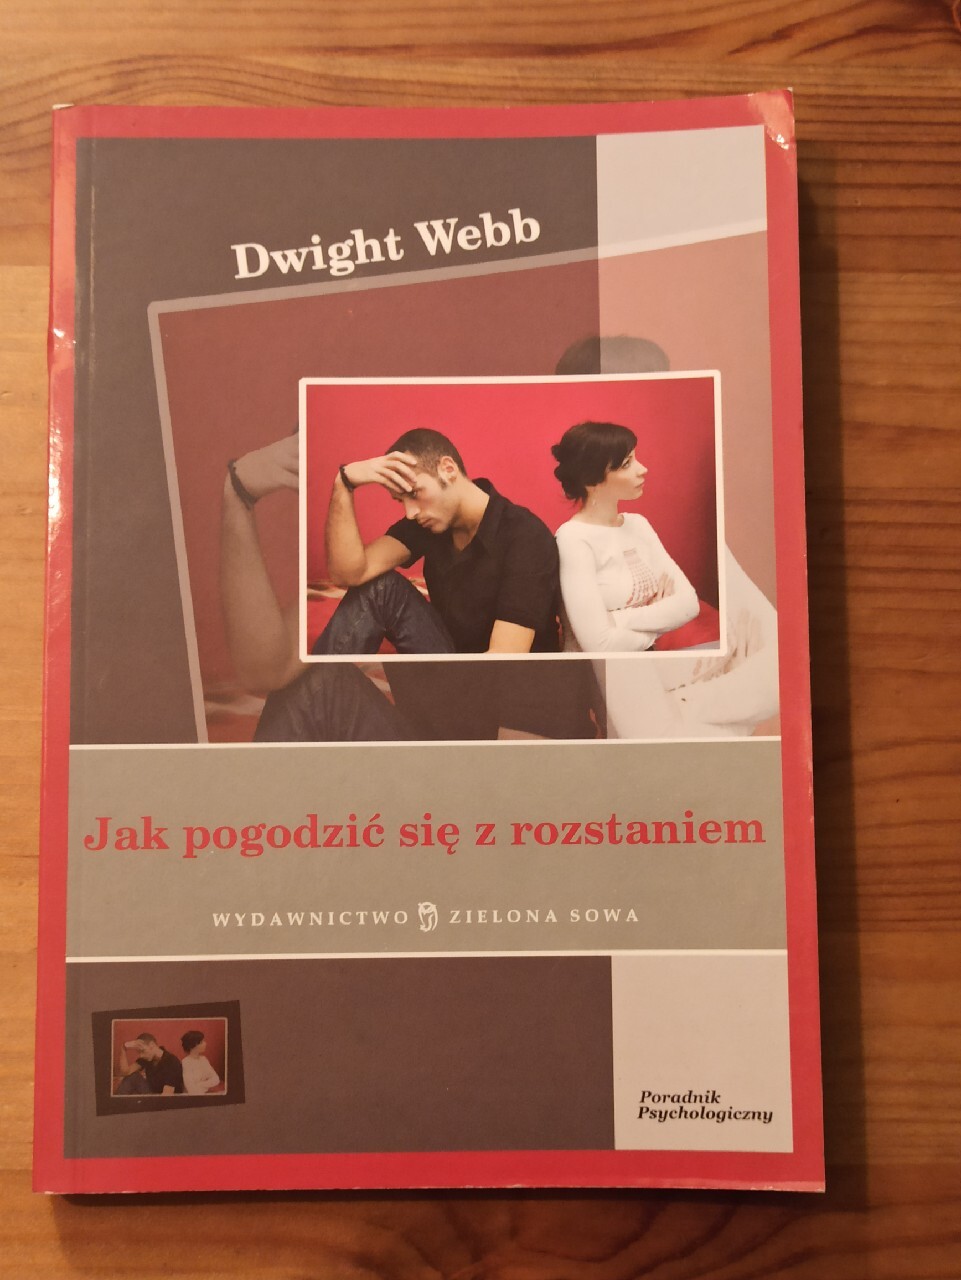 Dwight Webb
Jak pogodzić się z rozstaniem
WYDAWNICTWO ZIELONA SOWA
Poradnik
Psychologiczny